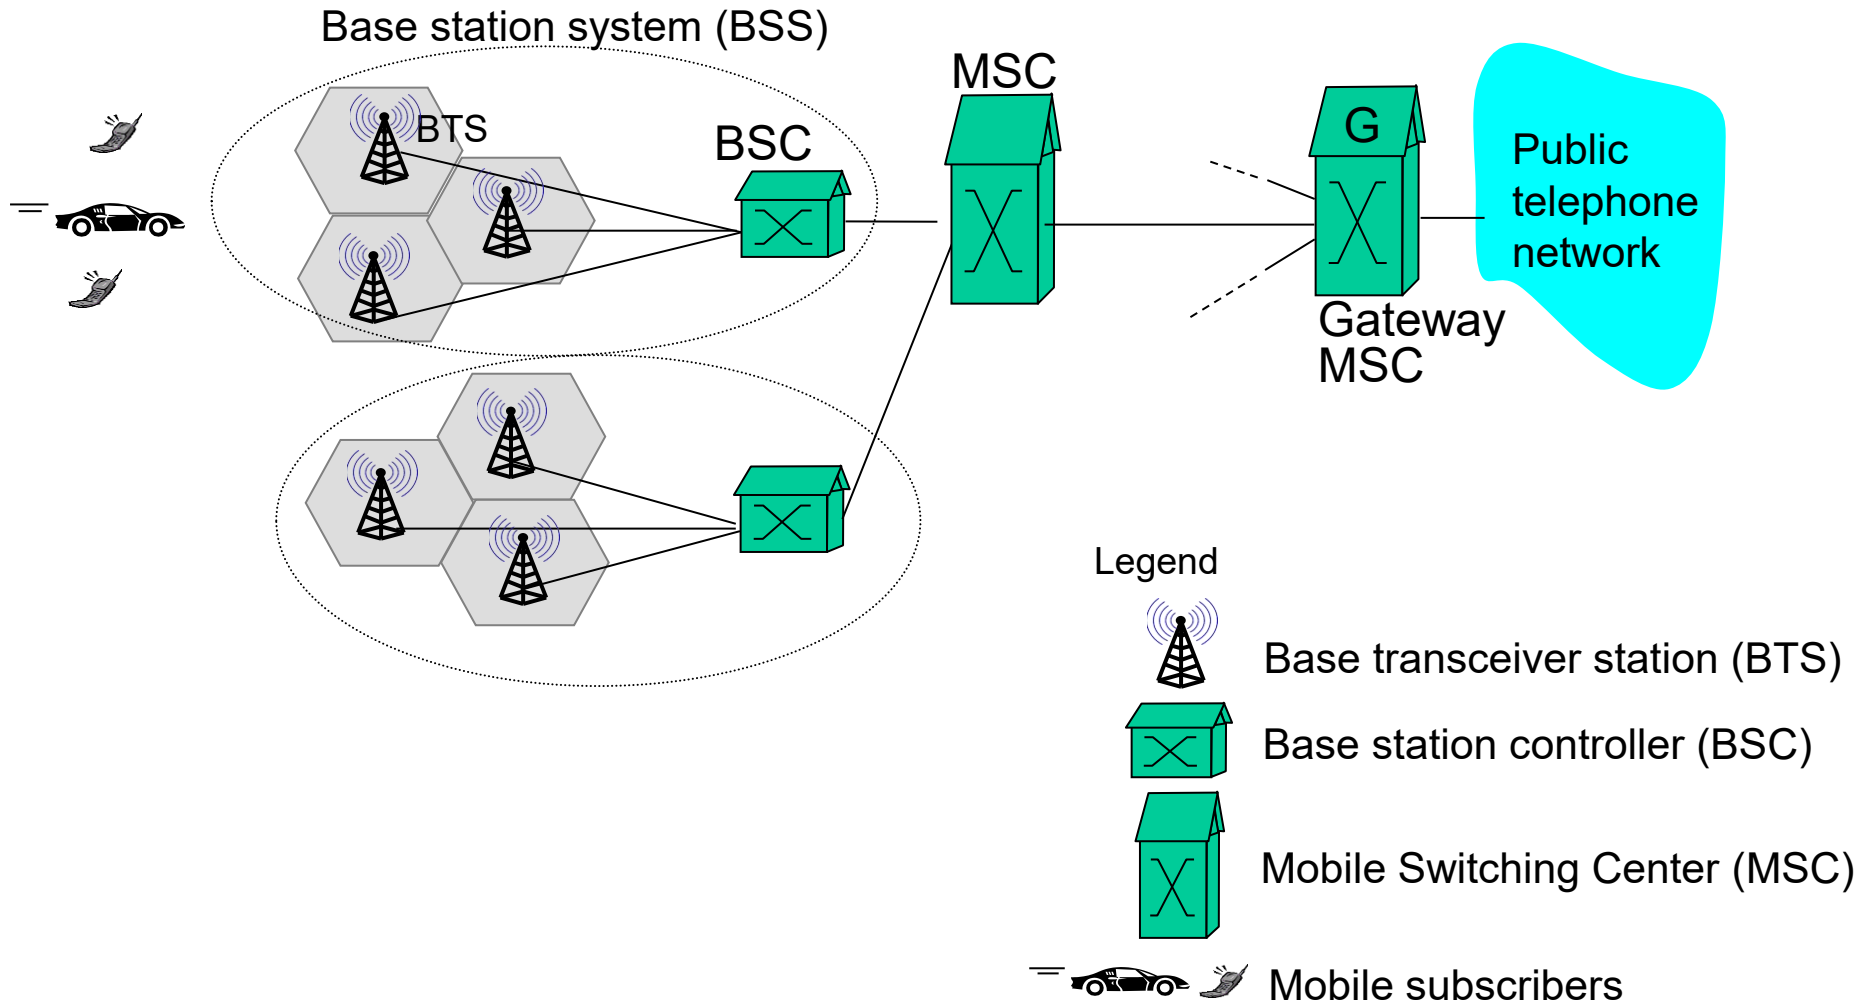 Base station system (BSS)
BTS
BSC
MSC
G
Gateway
MSC
Public
telephone
network
Legend
Base transceiver station (BTS)
Base station controller (BSC)
Mobile Switching Center (MSC)
Mobile subscribers